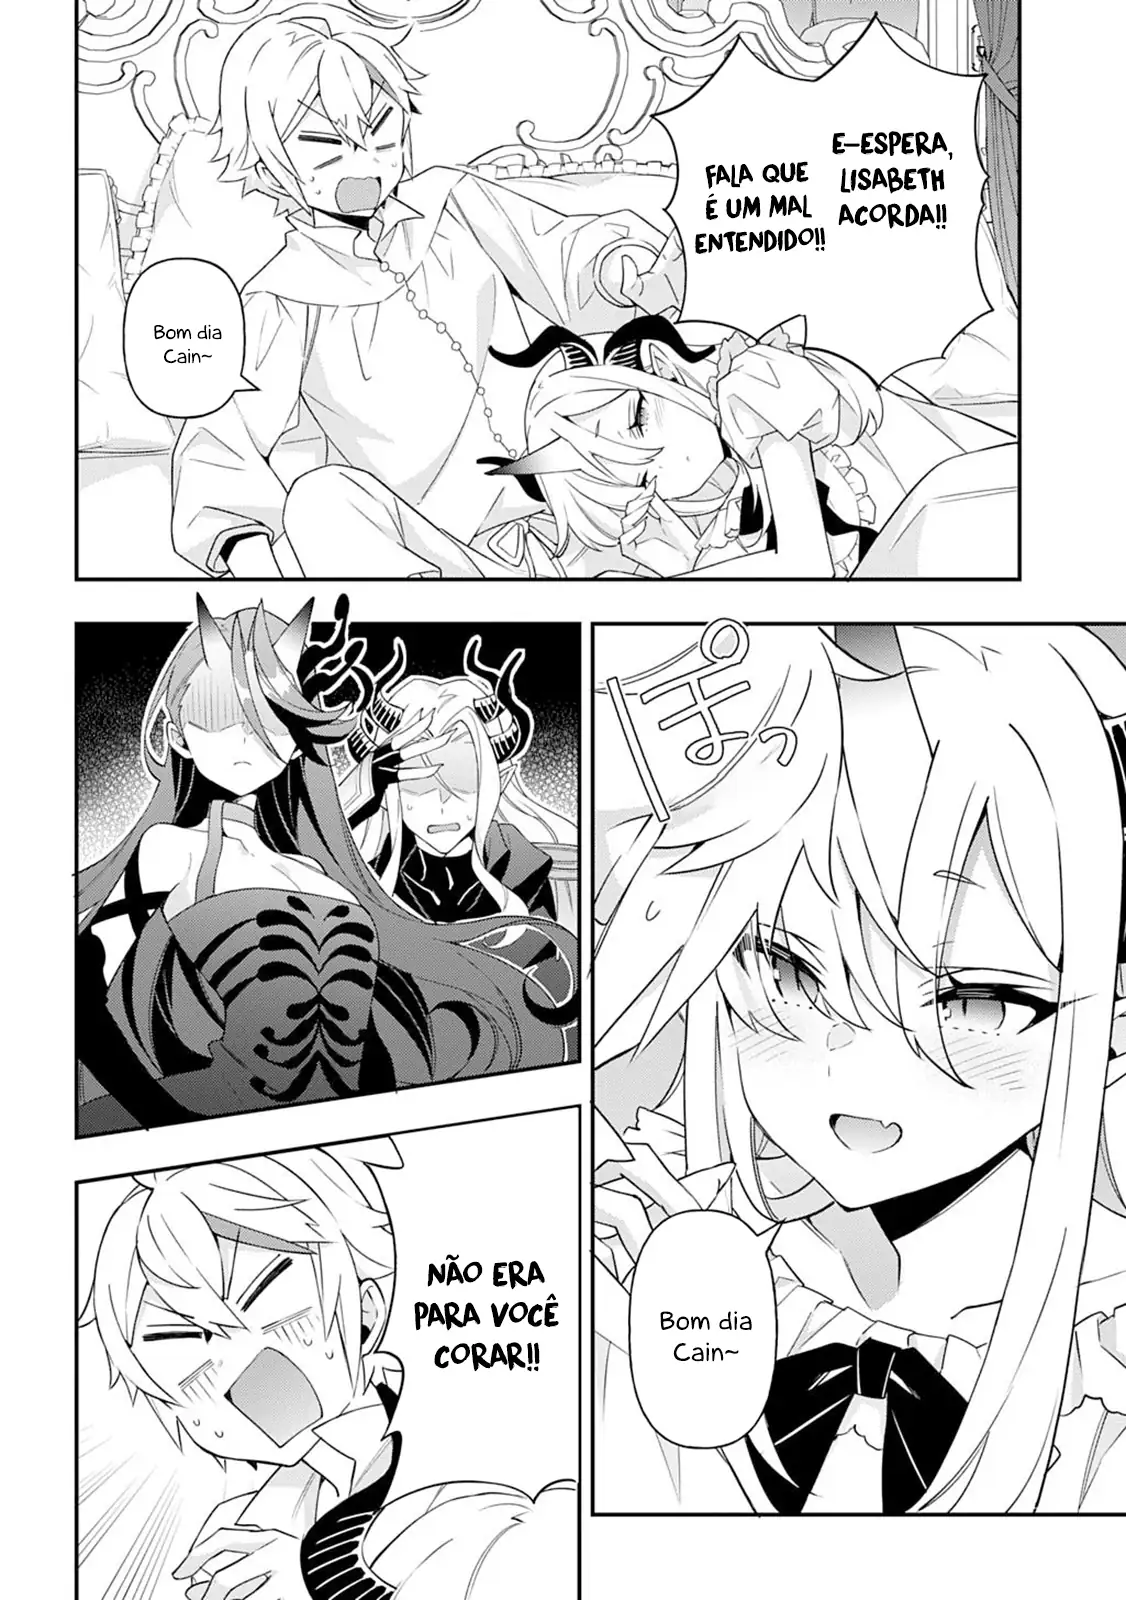 E-ESPERA,
LISABETH
ACORDA!!
FALA QUE
É UM MAL
ENTENDIDO!!
Bom dia
Cain~
ぽっ
Bom dia
Cain~
NÃO ERA
PARA VOCÊ
CORAR!!